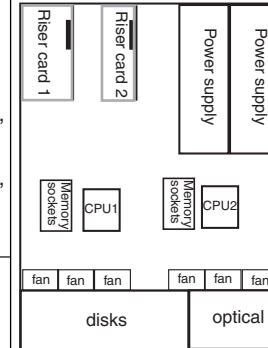 Riser card 1
Riser card 2
Power supply
Power supply
Memory
sockets
CPU1
Memory
sockets
CPU2
fan
fan
fan
fan
fan
fan
disks
optical
,
,